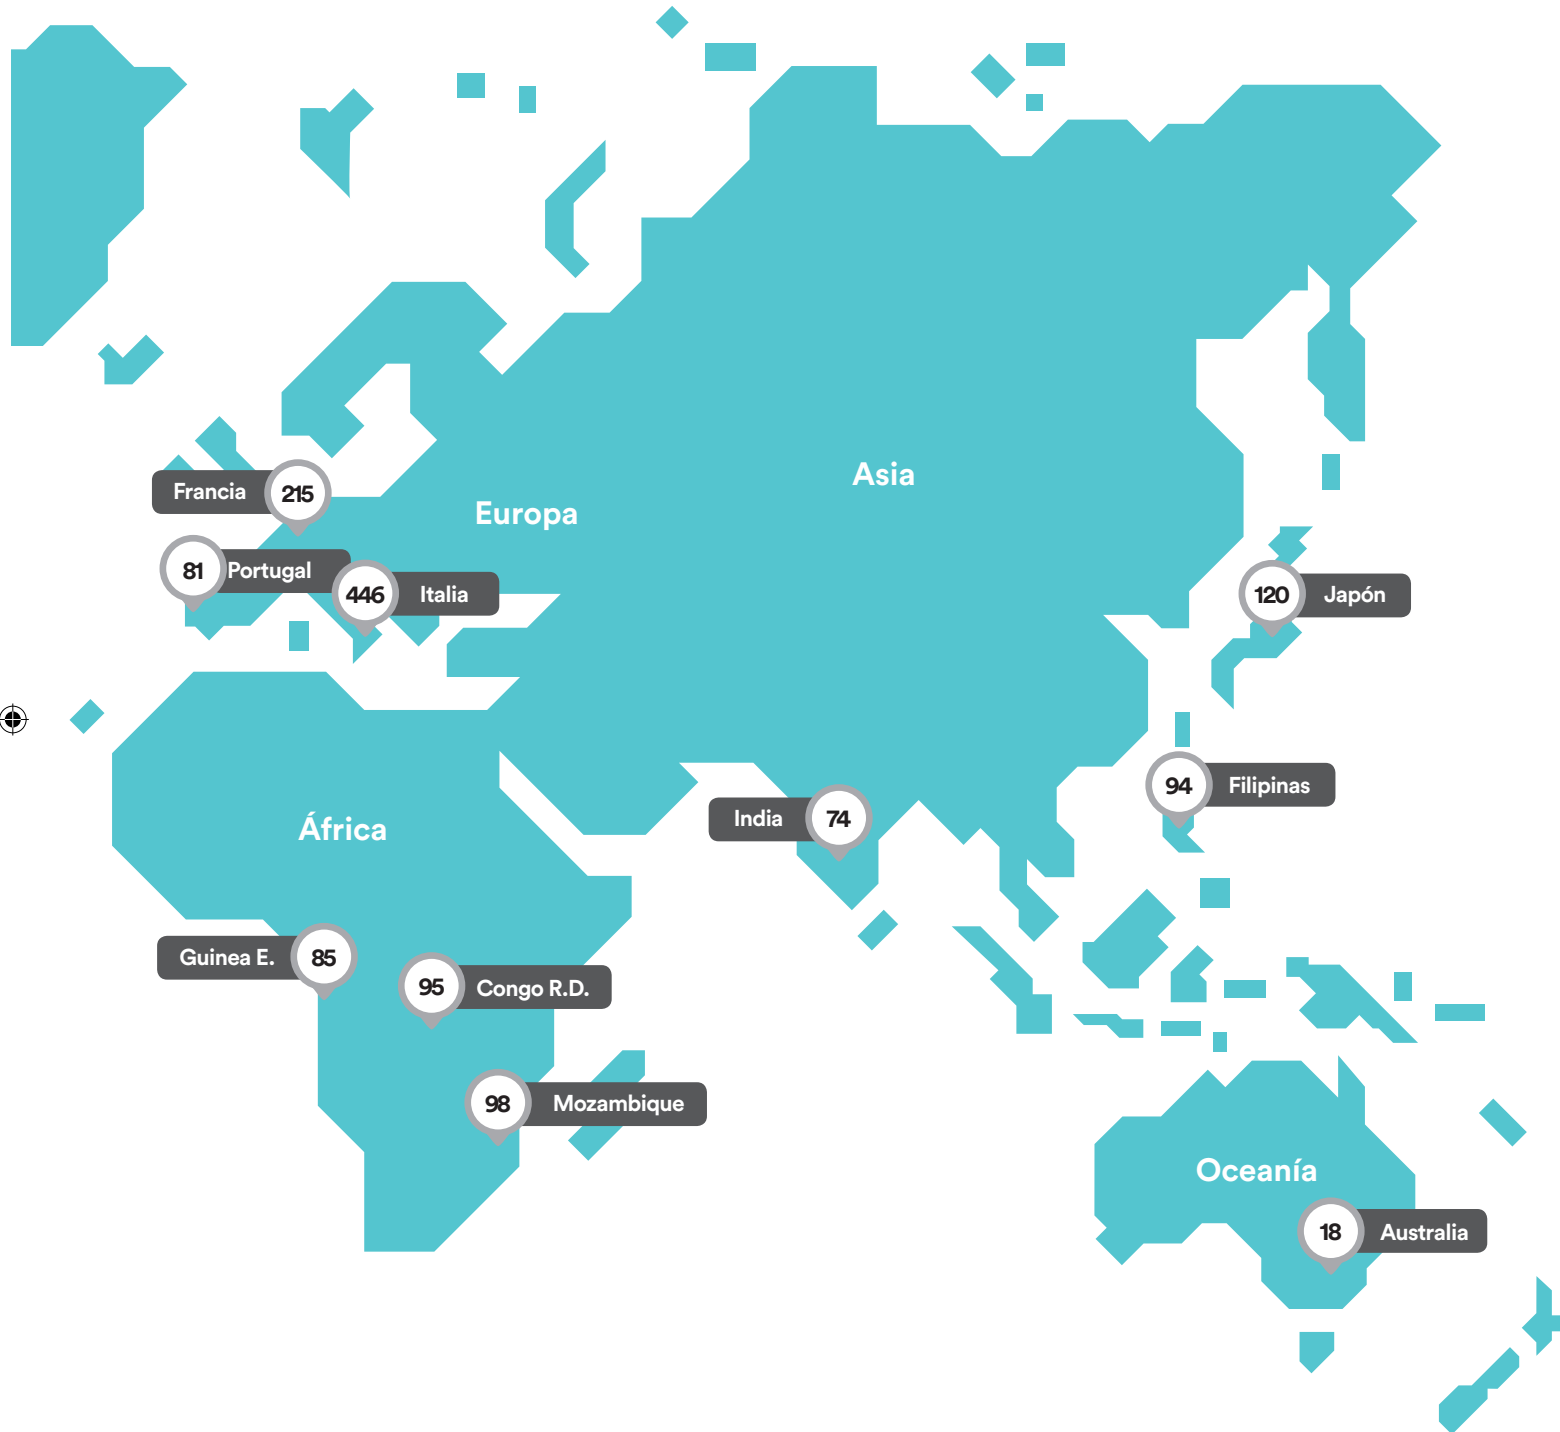 Asia
Europa
Francia 215
81 Portugal
446 Italia
120 Japón
94 Filipinas
India 74
África
Guinea E. 85
95 Congo R.D.
98 Mozambique
Oceanía
18 Australia